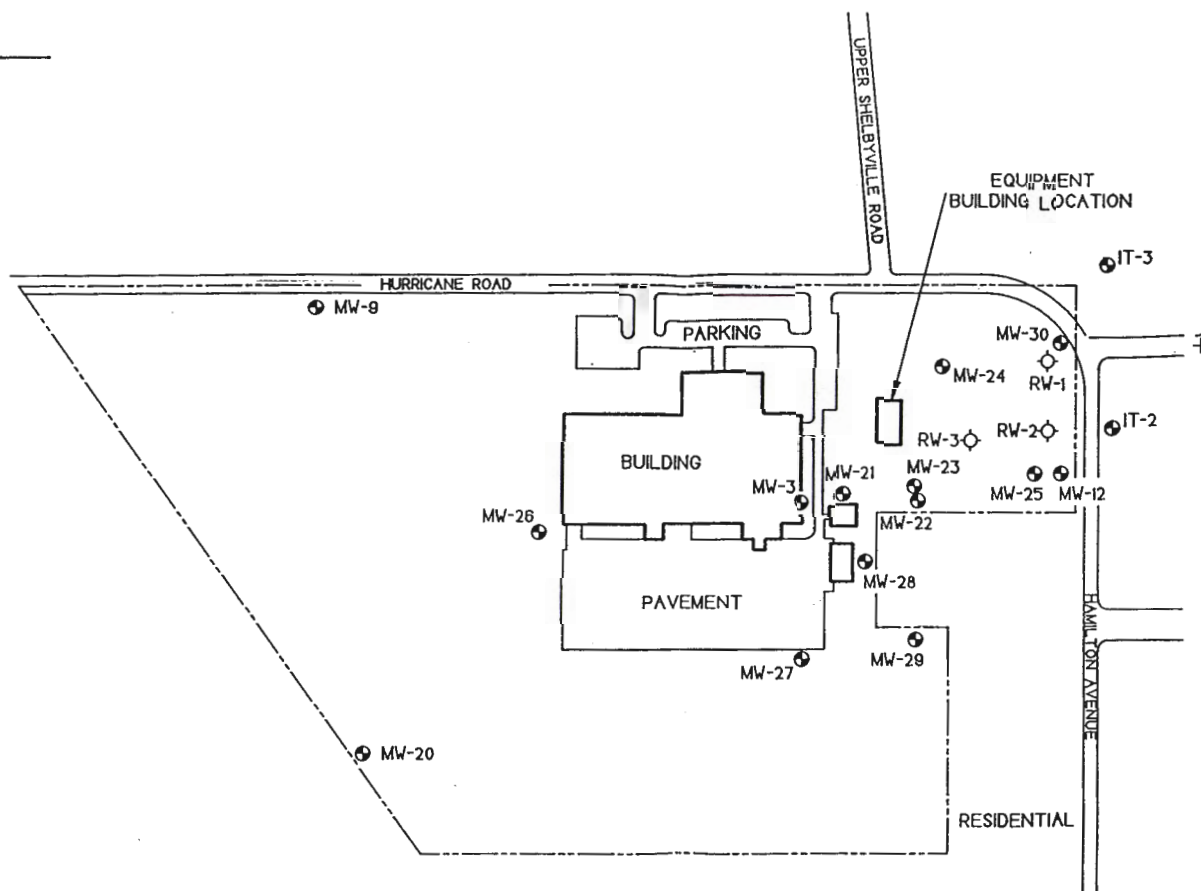 UPPER SHELBYVILLE ROAD
EQUIPMENT
BUILDING LOCATION
IT-3
HURRICANE ROAD
MW-9
PARKING
MW-30
MW-24
RW-1
IT-2
RW-3
RW-2
BUILDING
MW-23
MW-21
MW-3
MW-25
MW-12
MW-22
MW-26
MW-28
PAVEMENT
HAMILTON AVENUE
MW-29
MW-27
MW-20
RESIDENTIAL